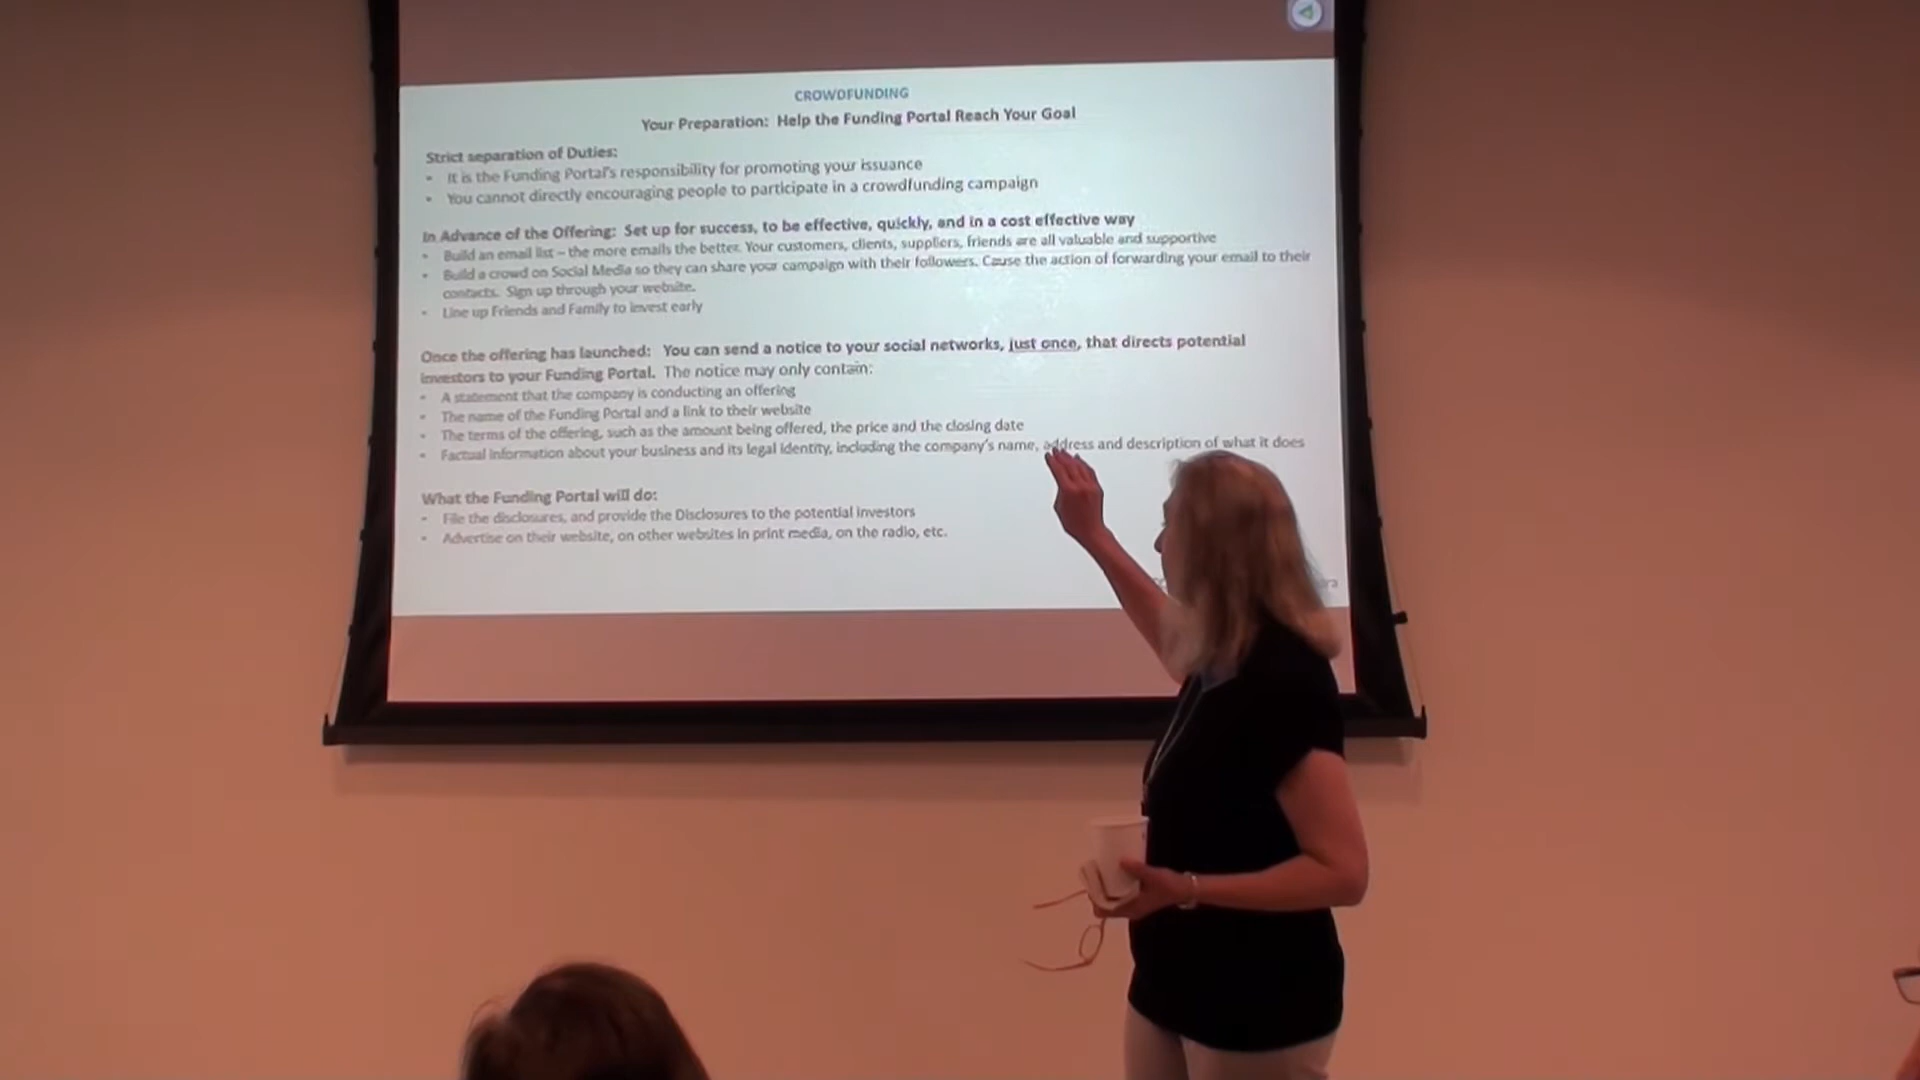 CROWDFUNDING
Your Preparation: Help the Funding Portal Reach Your Goal
Strict separation of Duties:
• It is the Funding Portal's responsibility for promoting your issuance
• You cannot directly encouraging people to participate in a crowdfunding campaign
In Advance of the Offering: Set up for success, to be effective, quickly, and in a cost effective way
• Build an email list – the more emails the better. Your customers, clients, suppliers, friends are all valuable and supportive
• Build a crowd on Social Media so they can share your campaign with their followers. Cause the action of forwarding your email to their
contacts. Sign up through your website.
• Line up Friends and Family to invest early
Once the offering has launched: You can send a notice to your social networks, just once, that directs potential
investors to your Funding Portal. The notice may only contain:
• A statement that the company is conducting an offering
• The name of the Funding Portal and a link to their website
• The terms of the offering, such as the amount being offered, the price and the closing date
• Factual information about your business and its legal identity, including the company's name, address and description of what it does
What the Funding Portal will do:
• File the disclosures, and provide the Disclosures to the potential investors
• Advertise on their website, on other websites in print media, on the radio, etc.